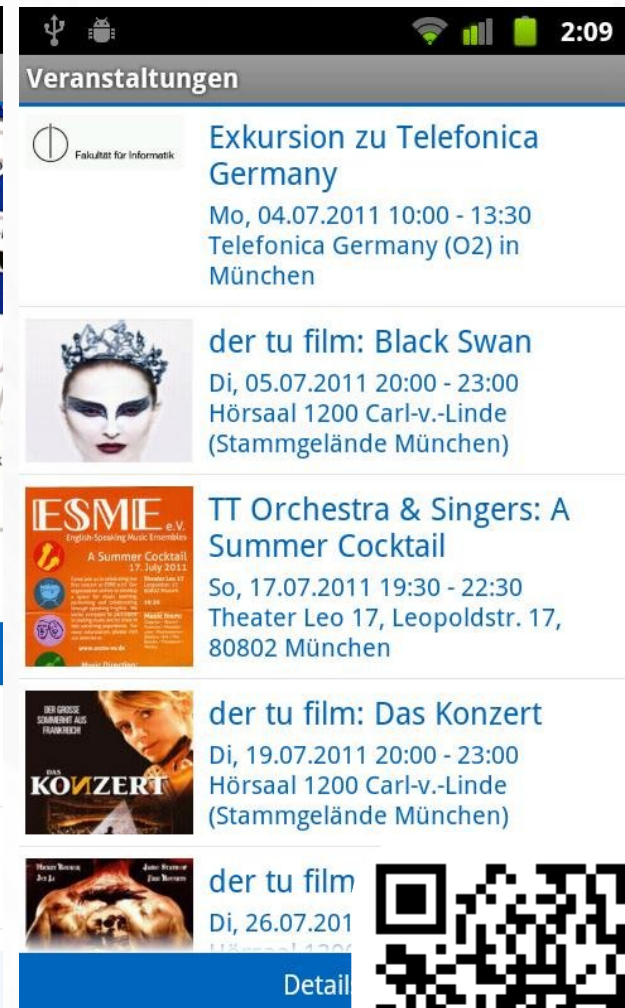 2:09
Veranstaltungen
Fakultät für Informatik
Exkursion zu Telefonica
Germany
Mo, 04.07.2011 10:00 - 13:30
Telefonica Germany (O2) in
München
der tu film: Black Swan
Di, 05.07.2011 20:00 - 23:00
Hörsaal 1200 Carl-v.-Linde
(Stammgelände München)
ESME e.V.
English-Speaking Music Ensembles
A Summer Cocktail
17. July 2011
TT Orchestra & Singers: A
Summer Cocktail
So, 17.07.2011 19:30 - 22:30
Theater Leo 17, Leopoldstr. 17,
80802 München
DER GROSSE
SOMMERHIT AUS
FRANKREICH!
DAS
KONZERT
der tu film: Das Konzert
Di, 19.07.2011 20:00 - 23:00
Hörsaal 1200 Carl-v.-Linde
(Stammgelände München)
der tu film
Di, 26.07.201
Details